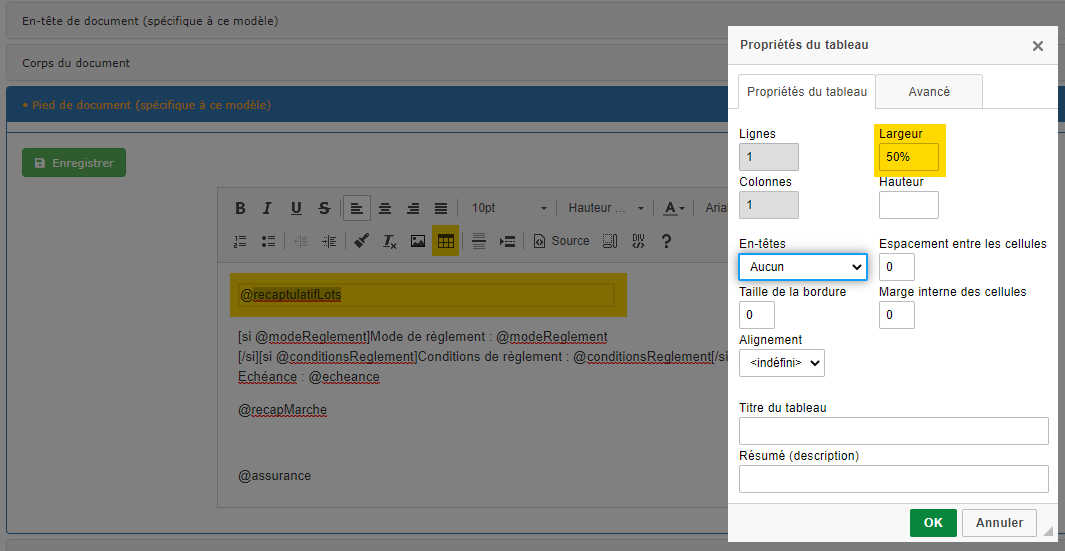 En-tête de document (spécifique à ce modèle)
Corps du document
• Pied de document (spécifique à ce modèle)
Enregistrer
B I U S 10pt Hauteur ... A Aria
Source DIV ?
@recaptulatifLots
[si @modeReglement]Mode de règlement : @modeReglement
[/si][si @conditionsReglement]Conditions de règlement : @conditionsReglement[/si
Echéance : @echeance
@recapMarche
@assurance
Propriétés du tableau
Propriétés du tableau Avancé
Lignes Largeur
1 50%
Colonnes Hauteur
1
En-têtes Espacement entre les cellules
Aucun 0
Taille de la bordure Marge interne des cellules
0 0
Alignement
<indéfini>
Titre du tableau
Résumé (description)
OK Annuler